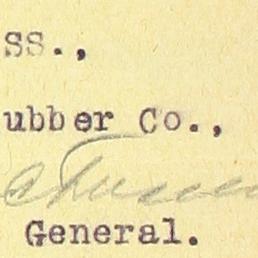 ss.,
ubber Co.,
General.